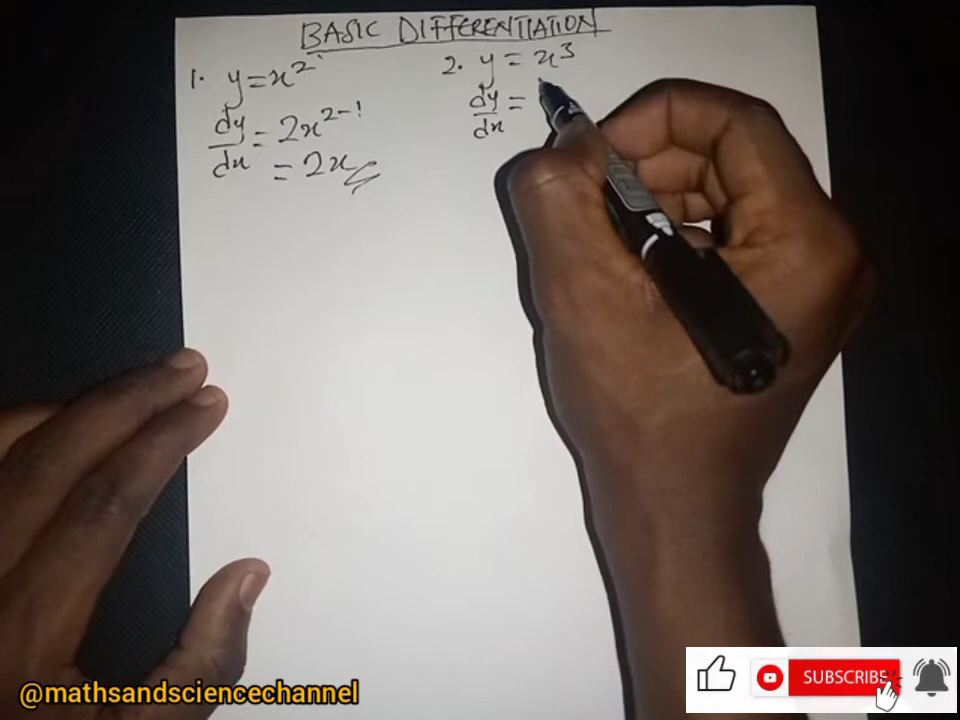 BASIC DIFFERENTIATION
1. y = x²
dy/dx = 2x²⁻¹
= 2x
2. y = x³
dy/dx =
@mathsandsciencechannel
SUBSCRIBE